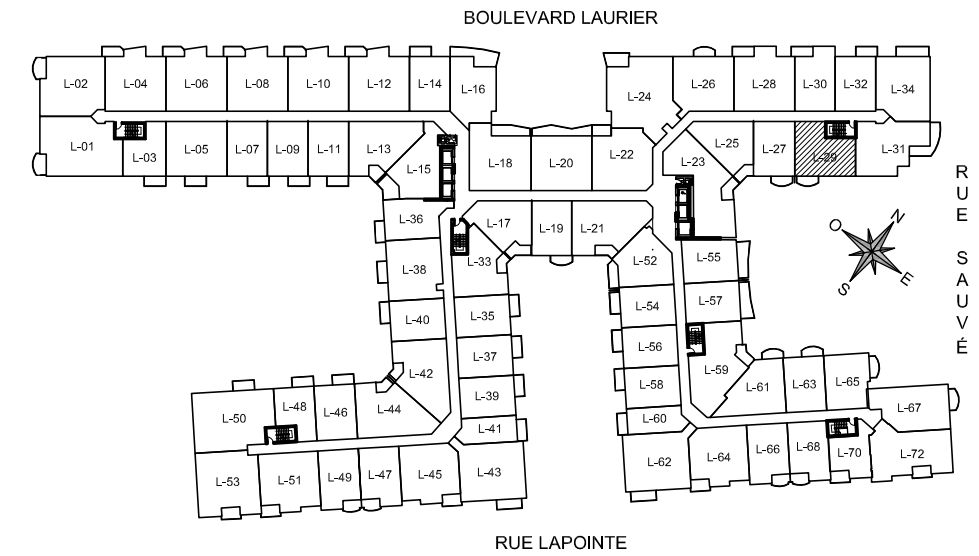 BOULEVARD LAURIER
L-02 L-04 L-06 L-08 L-10 L-12 L-14 L-16
L-24 L-26 L-28 L-30 L-32 L-34
L-01 L-03 L-05 L-07 L-09 L-11 L-13 L-15
L-18 L-20 L-22
L-23 L-25 L-27 L-29 L-31
L-36 L-17 L-19 L-21
L-38 L-33 L-52 L-55
L-40 L-35 L-54 L-57
L-42 L-37 L-56 L-59
L-50 L-48 L-46 L-44 L-39 L-58 L-61 L-63 L-65
L-41 L-60 L-67
L-53 L-51 L-49 L-47 L-45 L-43
L-62 L-64 L-66 L-68 L-70 L-72
RUE SAUVÉ
O N
S E
RUE LAPOINTE